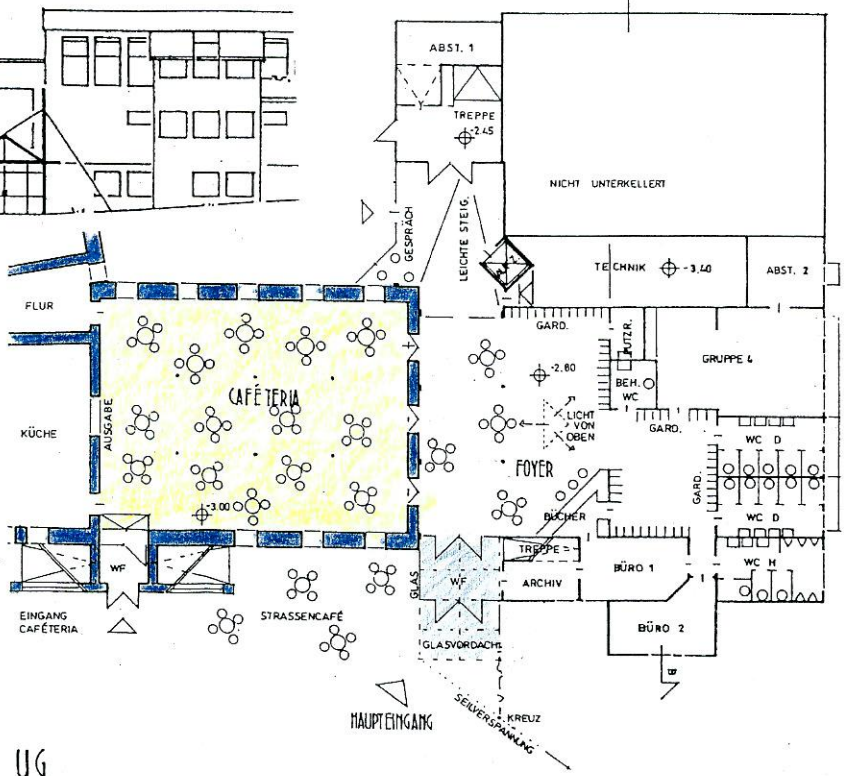 ABST. 1
TREPPE
-2.45
NICHT UNTERKELLERT
GESPRÄCH
LEICHTE STEIG.
TECHNIK
-3.40
ABST. 2
FLUR
GARD.
PUTZR.
GRUPPE 4
-2.80
BEH.
WC
CAFÉTERIA
LICHT
VON
OBEN
GARD.
KÜCHE
AUSGABE
WC D
FOYER
GARD.
-3.00
BÜCHER
WC D
TREPPE
WF
GLAS
WF
ARCHIV
BÜRO 1
WC H
EINGANG
CAFÉTERIA
STRASSENCAFÉ
BÜRO 2
GLASVORDACH
HAUPTEINGANG
SEILVERSPANNUNG
KREUZ
UG